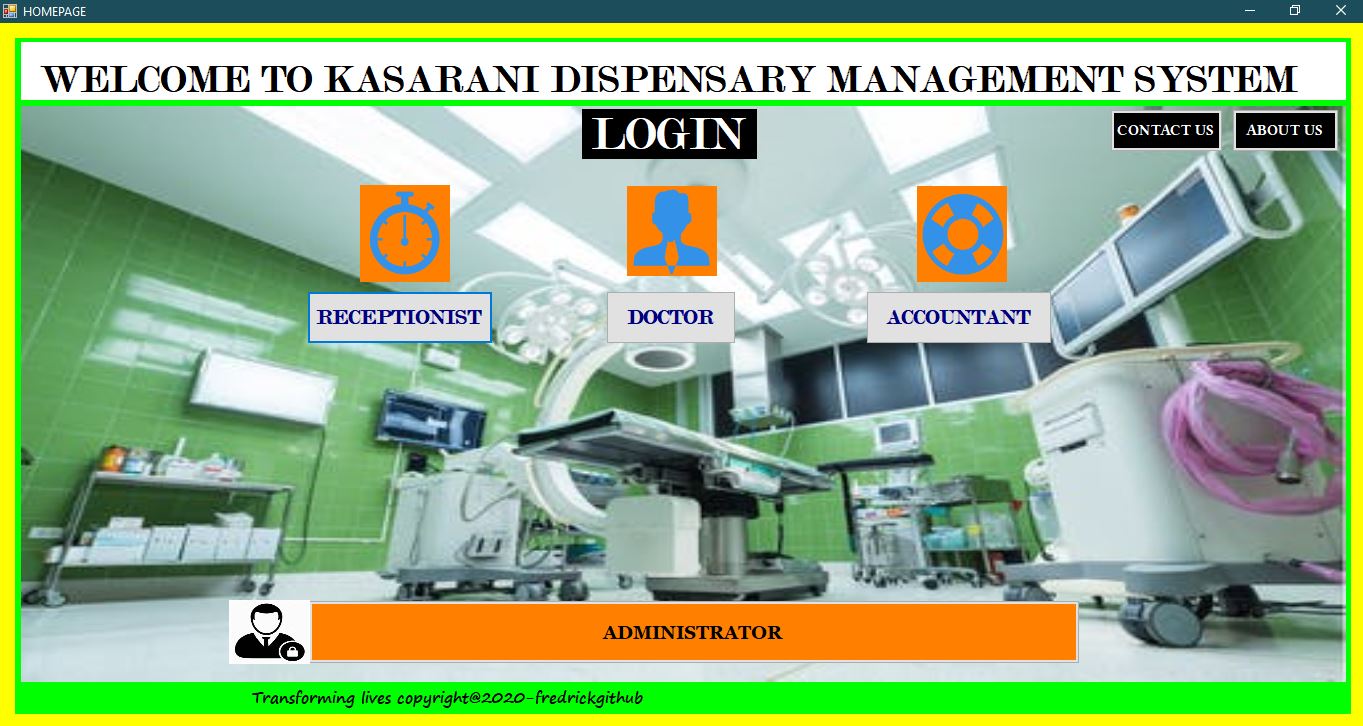 HOMEPAGE
WELCOME TO KASARANI DISPENSARY MANAGEMENT SYSTEM
LOGIN
CONTACT US
ABOUT US
RECEPTIONIST
DOCTOR
ACCOUNTANT
ADMINISTRATOR
Transforming lives copyright@2020-fredrickgithub